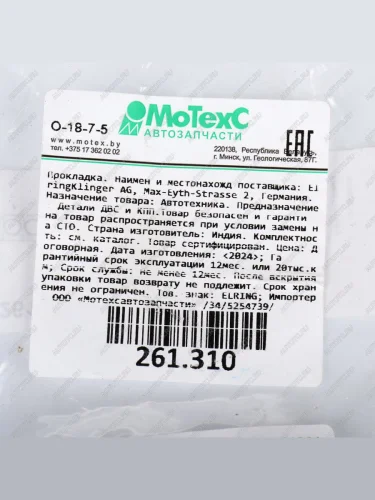 МоТехС
АВТОЗАПЧАСТИ
О-18-7-5
www.motex.by
тел. +375 17 362 02 02
220138, Республика Беларусь,
г. Минск, ул. Геологическая, 87Г.
ЕАС
Прокладка. Наимен и местонахожд поставщика: El
ringKlinger AG, Max-Eyth-Strasse 2, Германия.
Назначение товара: Автотехника. Предназначение
Детали ДВС и КПП.Товар безопасен и гаранти
на товар распространяется при условии замены н
а СТО. Страна изготовитель: Индия. Комплектнос
ть: см. каталог. Товар сертифицирован. Цена: Д
оговорная. Дата изготовления: <2024>; Га
рантийный срок эксплуатации 12мес. или 20тыс.к
м; Срок службы: не менее 12мес. После вскрытия
упаковки товар возврату не подлежит. Срок хран
ения не ограничен. Тов. знак: ELRING; Импортер
: ООО «Мотексавтозапчасти» /34/5254739/
261.310